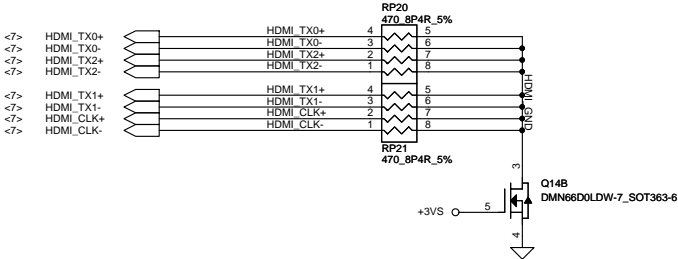 RP20
470_8P4R_5%
<7> HDMI_TX0+ HDMI_TX0+ 4 5
<7> HDMI_TX0- HDMI_TX0- 3 6
<7> HDMI_TX2+ HDMI_TX2+ 2 7
<7> HDMI_TX2- HDMI_TX2- 1 8
<7> HDMI_TX1+ HDMI_TX1+ 4 5
<7> HDMI_TX1- HDMI_TX1- 3 6
<7> HDMI_CLK+ HDMI_CLK+ 2 7
<7> HDMI_CLK- HDMI_CLK- 1 8
HDMI_GND
RP21
470_8P4R_5%
3
Q14B
DMN66D0LDW-7_SOT363-6
+3VS 5
4